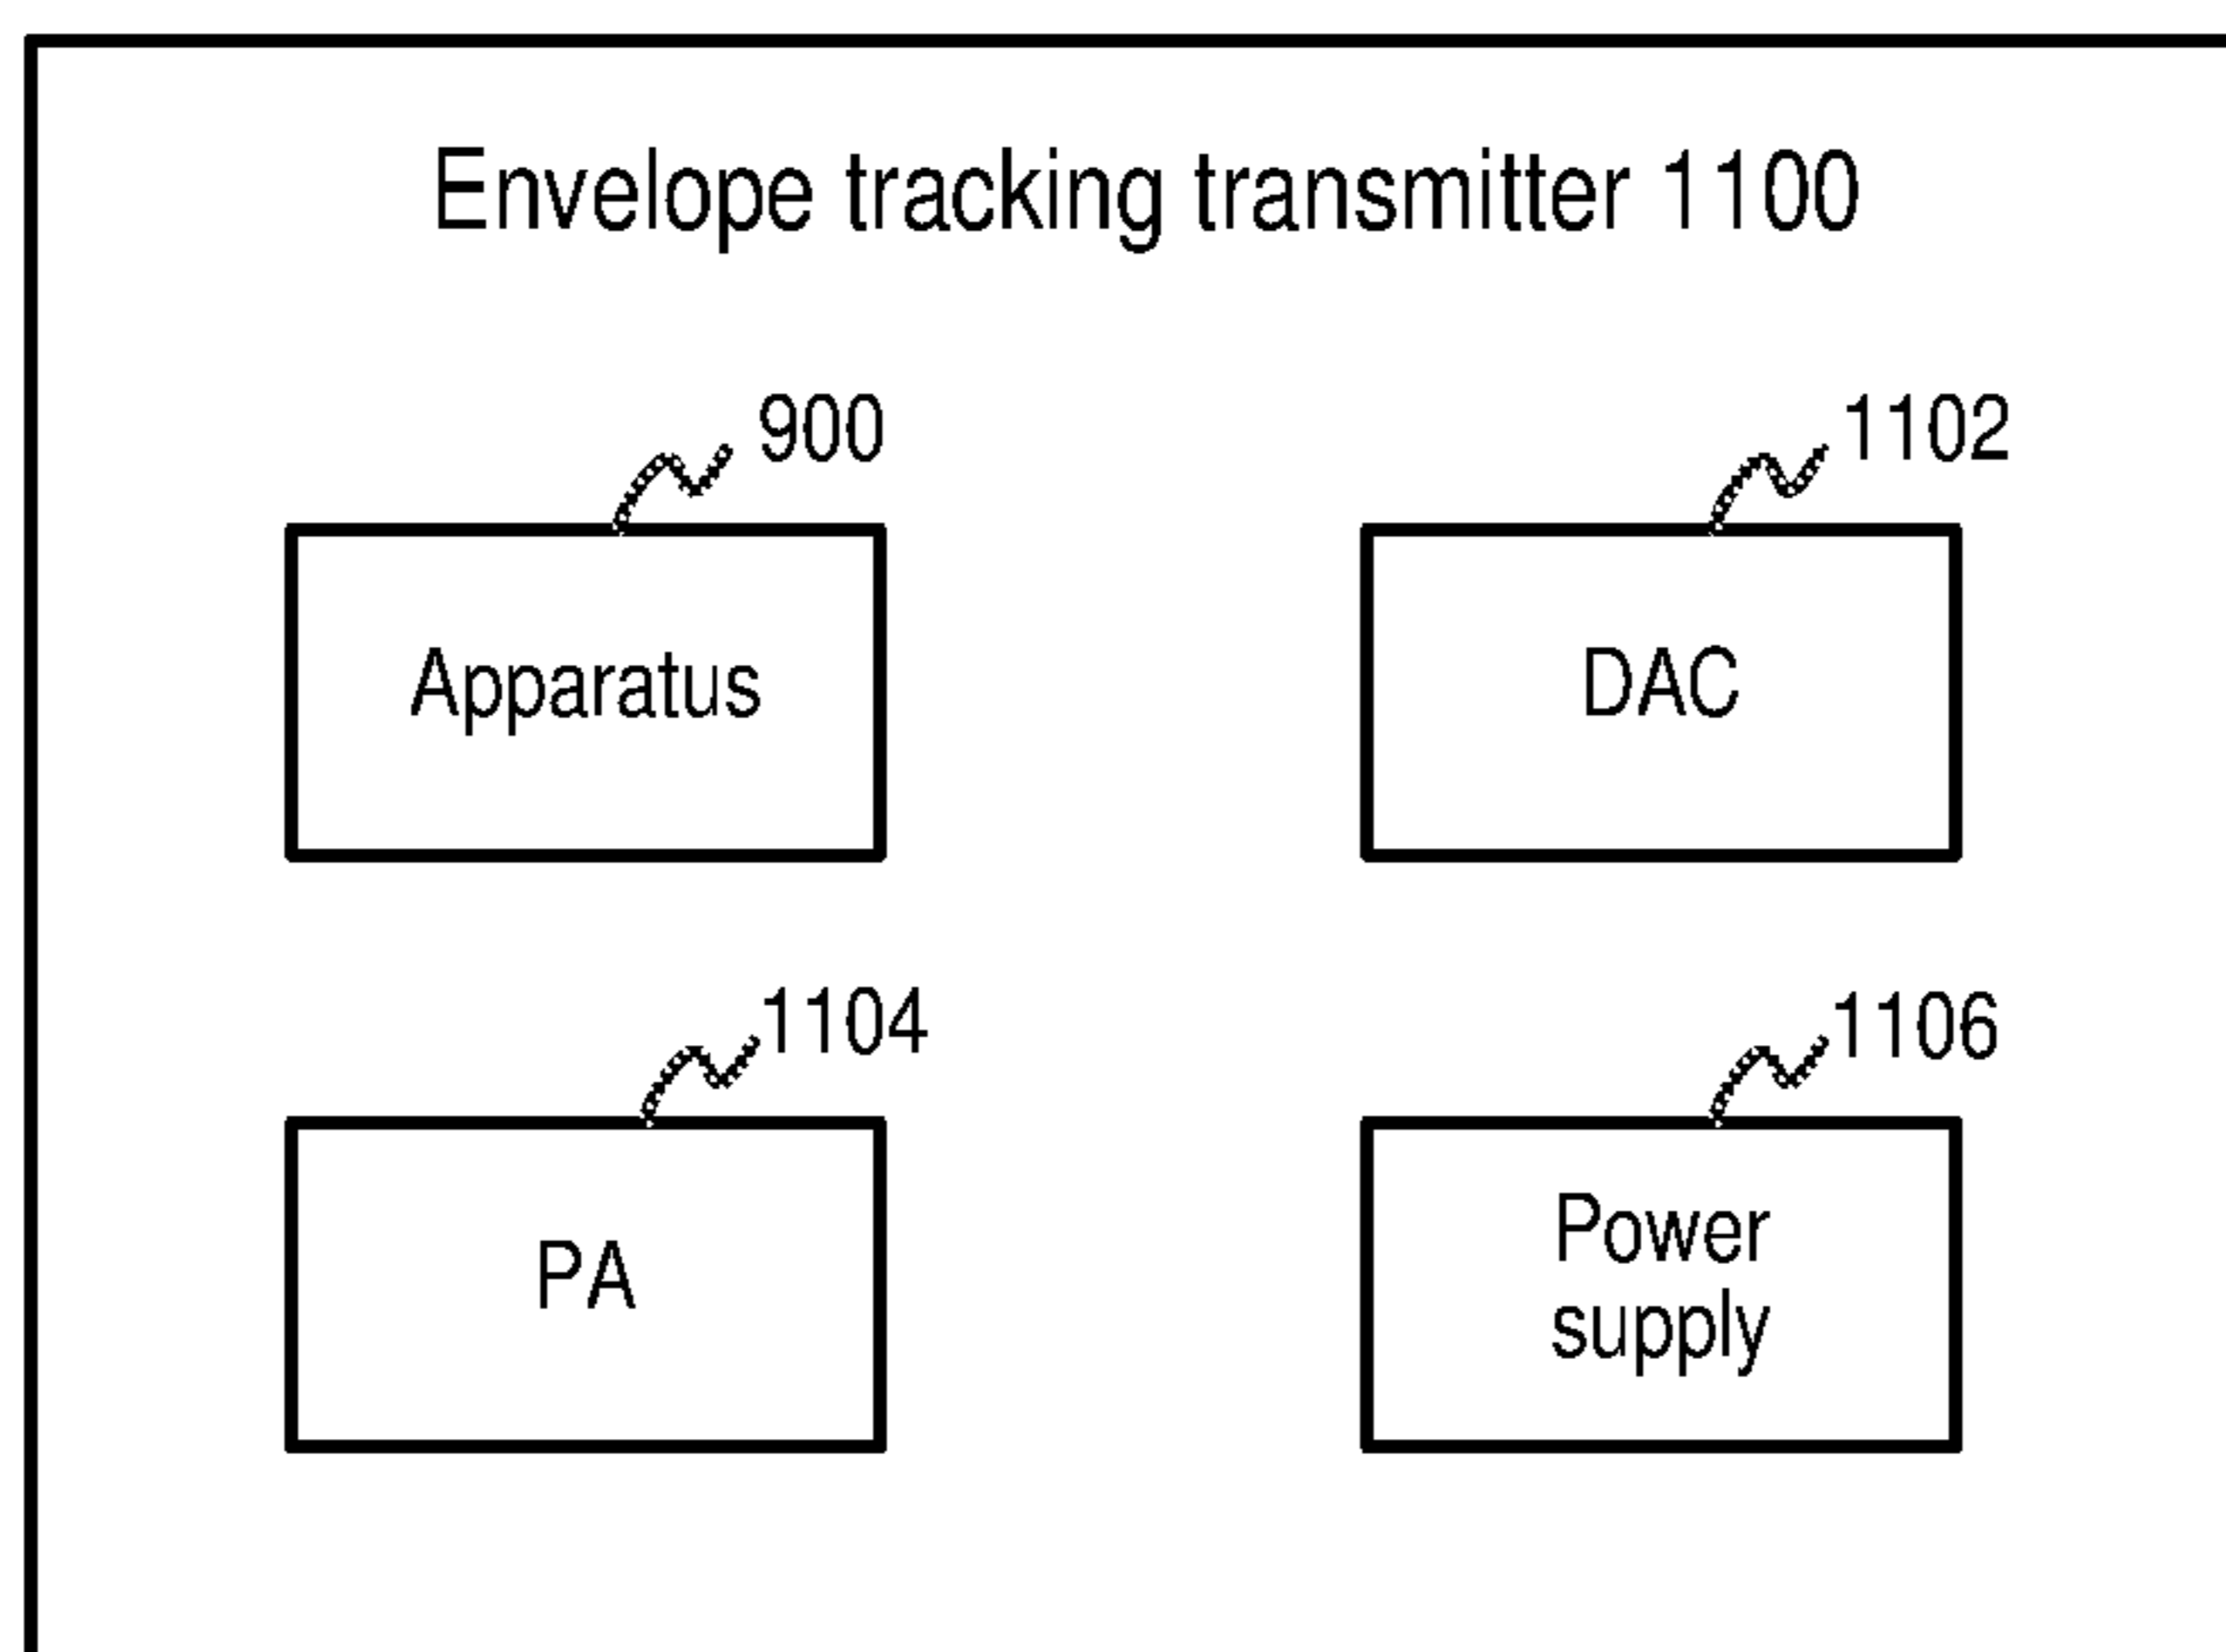 Envelope tracking transmitter 1100
900
1102
Apparatus
DAC
1104
1106
PA
Power
supply